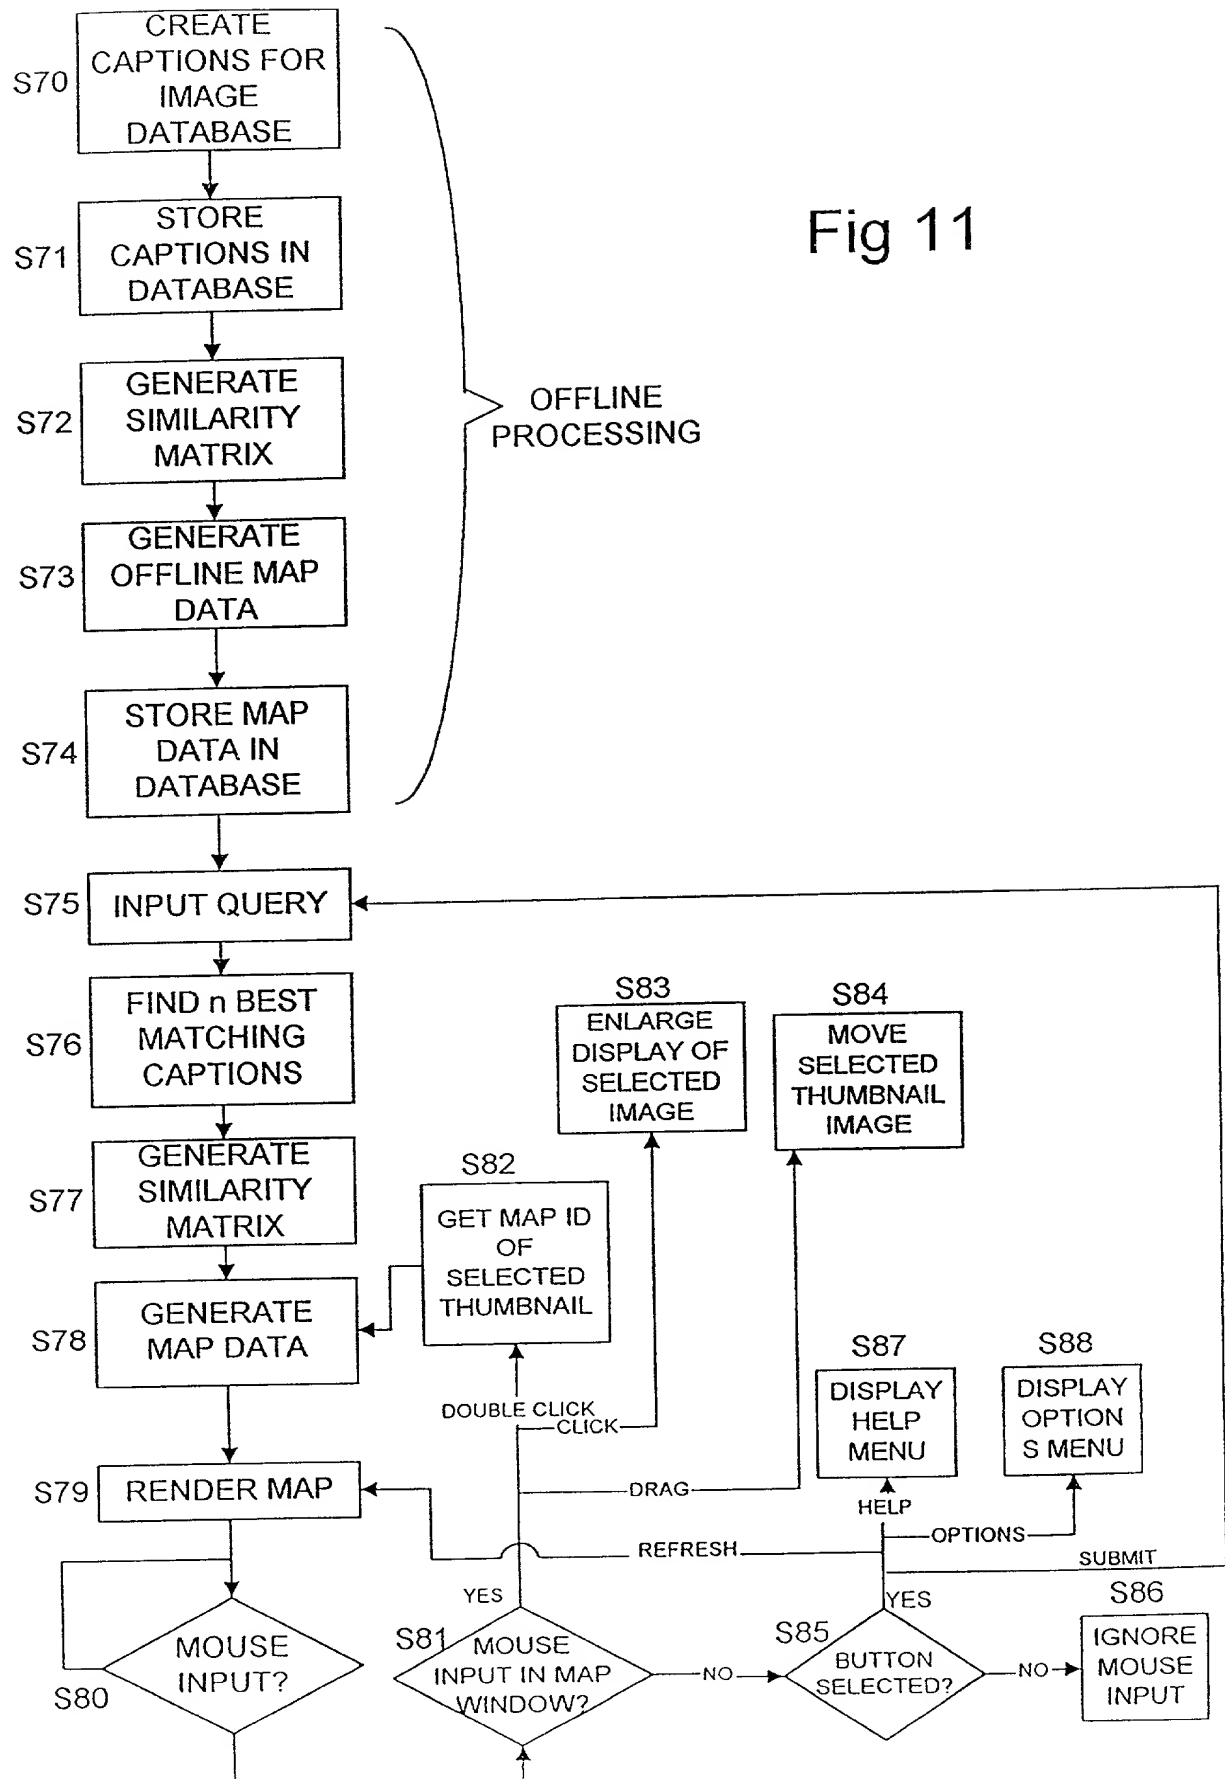 S70
CREATE
CAPTIONS FOR
IMAGE
DATABASE
Fig 11
S71
STORE
CAPTIONS IN
DATABASE
S72
GENERATE
SIMILARITY
MATRIX
OFFLINE
PROCESSING
S73
GENERATE
OFFLINE MAP
DATA
S74
STORE MAP
DATA IN
DATABASE
S75
INPUT QUERY
S76
FIND n BEST
MATCHING
CAPTIONS
S83
ENLARGE
DISPLAY OF
SELECTED
IMAGE
S84
MOVE
SELECTED
THUMBNAIL
IMAGE
S77
GENERATE
SIMILARITY
MATRIX
S82
GET MAP ID
OF
SELECTED
THUMBNAIL
S78
GENERATE
MAP DATA
DOUBLE CLICK
CLICK
S87
DISPLAY
HELP
MENU
S88
DISPLAY
OPTION
S MENU
S79
RENDER MAP
DRAG
HELP
OPTIONS
REFRESH
SUBMIT
YES
YES
S80
MOUSE
INPUT?
S81
MOUSE
INPUT IN MAP
WINDOW?
NO
S85
BUTTON
SELECTED?
NO
S86
IGNORE
MOUSE
INPUT